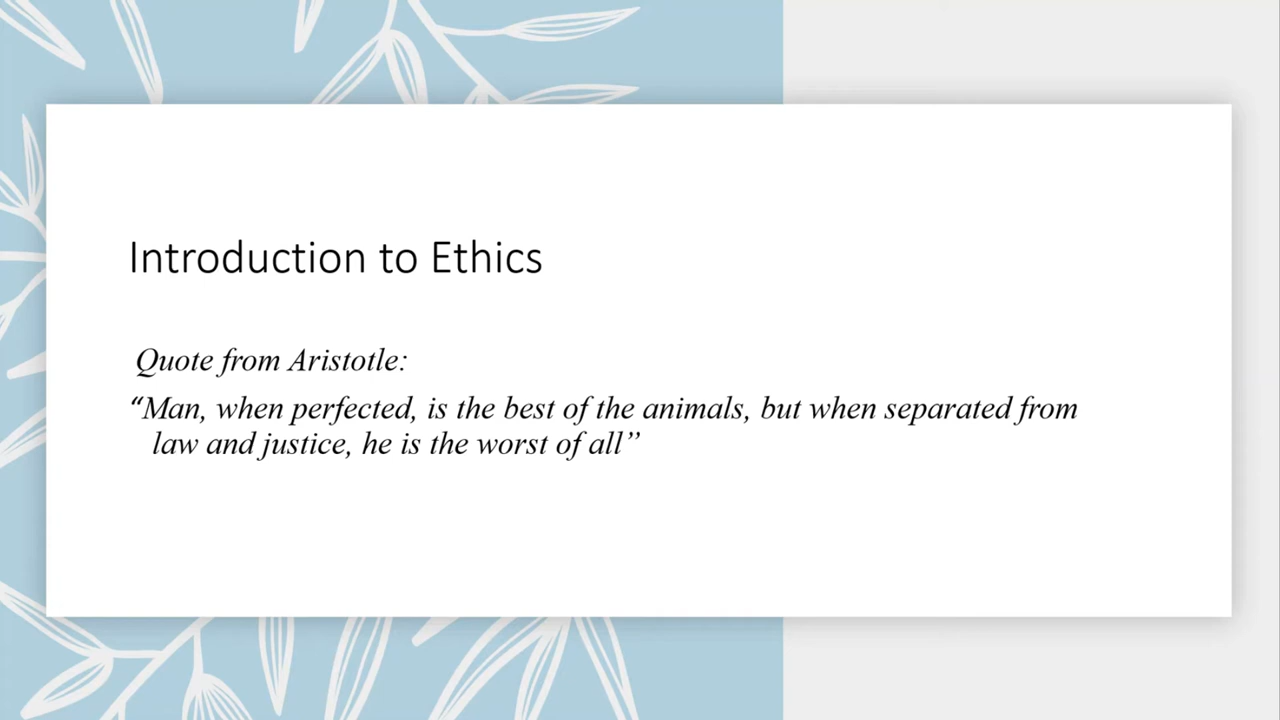 Introduction to Ethics
Quote from Aristotle:
“Man, when perfected, is the best of the animals, but when separated from
law and justice, he is the worst of all”